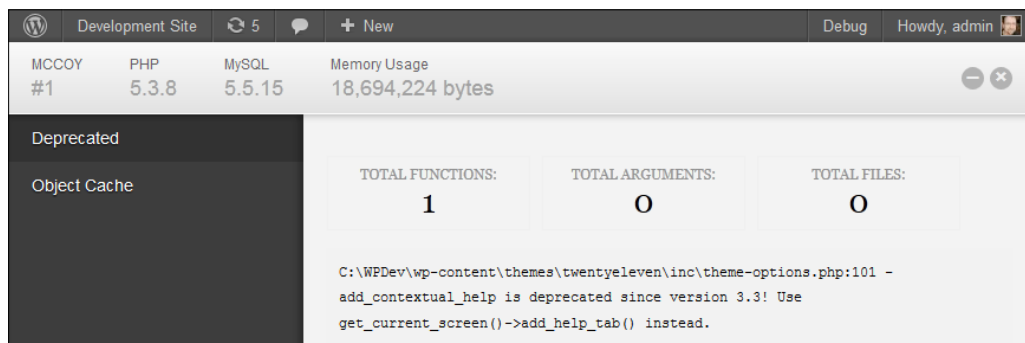 Development Site 5 + New Debug Howdy, admin
MCCOY PHP MySQL Memory Usage
#1 5.3.8 5.5.15 18,694,224 bytes
Deprecated
Object Cache
TOTAL FUNCTIONS: TOTAL ARGUMENTS: TOTAL FILES:
1 0 0
C:\WPDev\wp-content\themes\twentyeleven\inc\theme-options.php:101 -
add_contextual_help is deprecated since version 3.3! Use
get_current_screen()->add_help_tab() instead.